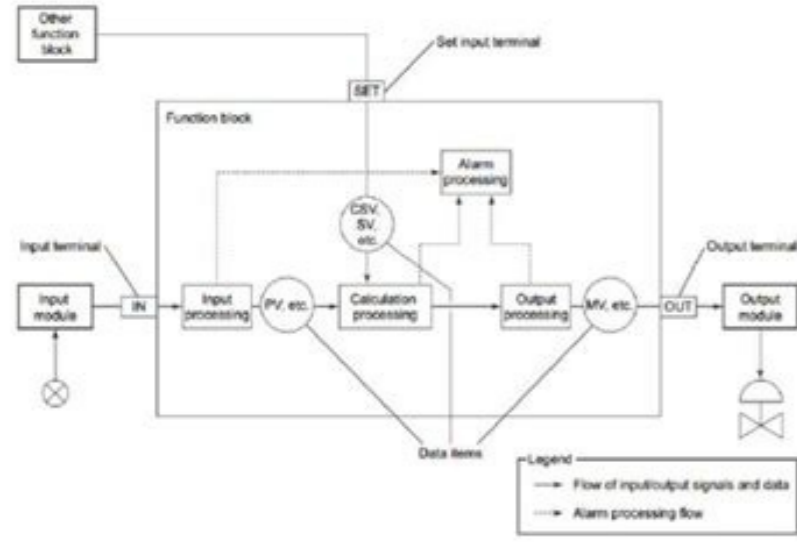 Other
function
block
Set input terminal
SET
Function block
Alarm
processing
CSV,
SV,
etc.
Input terminal
Output terminal
Input
module
IN
Input
processing
PV, etc.
Calculation
processing
Output
processing
MV, etc.
OUT
Output
module
Data items
Legend
Flow of input/output signals and data
Alarm processing flow